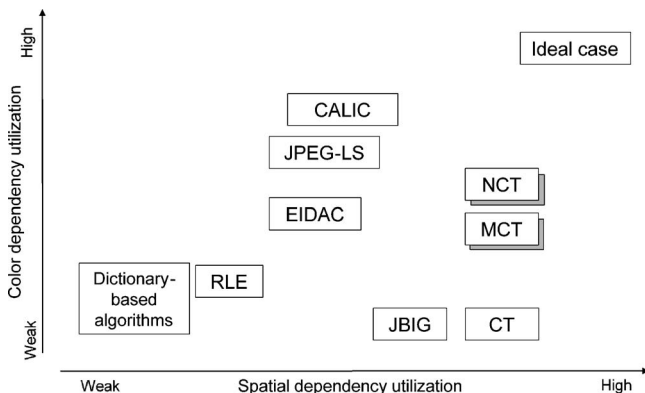 High
Ideal case
CALIC
JPEG-LS
Color dependency utilization
NCT
EIDAC
MCT
Dictionary-
based
algorithms
RLE
JBIG
CT
Weak
Weak
Spatial dependency utilization
High